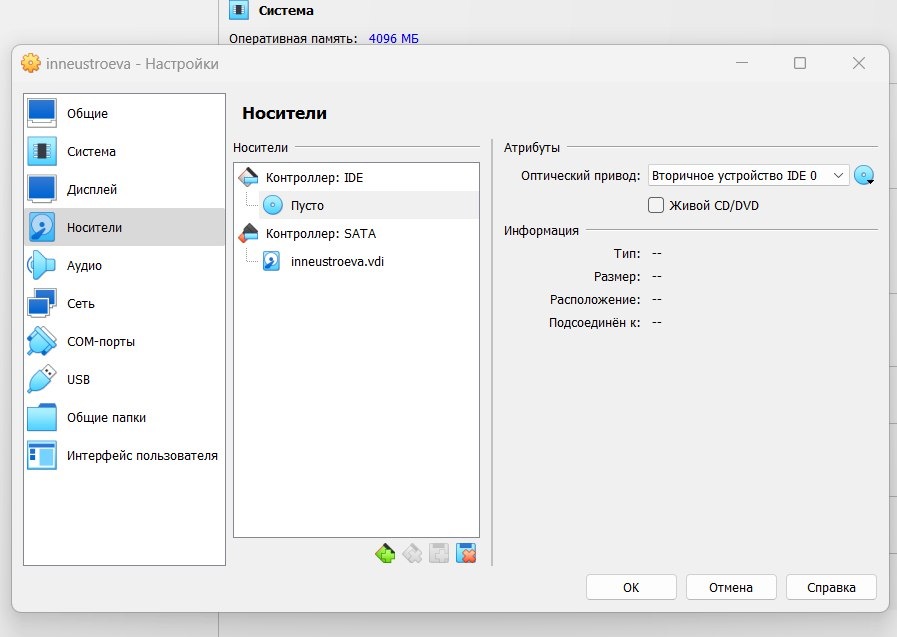 Система
Оперативная память: 4096 МБ
inneustroeva - Настройки
Общие
Система
Дисплей
Носители
Аудио
Сеть
COM-порты
USB
Общие папки
Интерфейс пользователя
Носители
Носители
Контроллер: IDE
Пусто
Контроллер: SATA
inneustroeva.vdi
Атрибуты
Оптический привод: Вторичное устройство IDE 0
Живой CD/DVD
Информация
Тип: --
Размер: --
Расположение: --
Подсоединён к: --
OK
Отмена
Справка